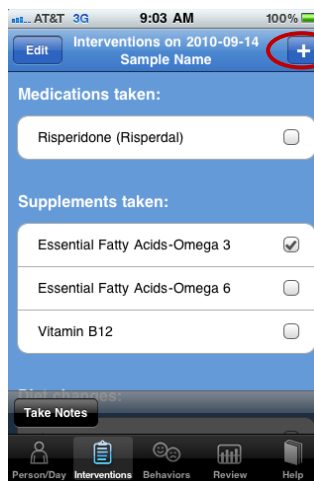 AT&T 3G 9:03 AM 100%
Edit Interventions on 2010-09-14 +
Sample Name
Medications taken:
Risperidone (Risperdal)
Supplements taken:
Essential Fatty Acids-Omega 3
Essential Fatty Acids-Omega 6
Vitamin B12
Diet changes:
Take Notes
Person/Day Interventions Behaviors Review Help